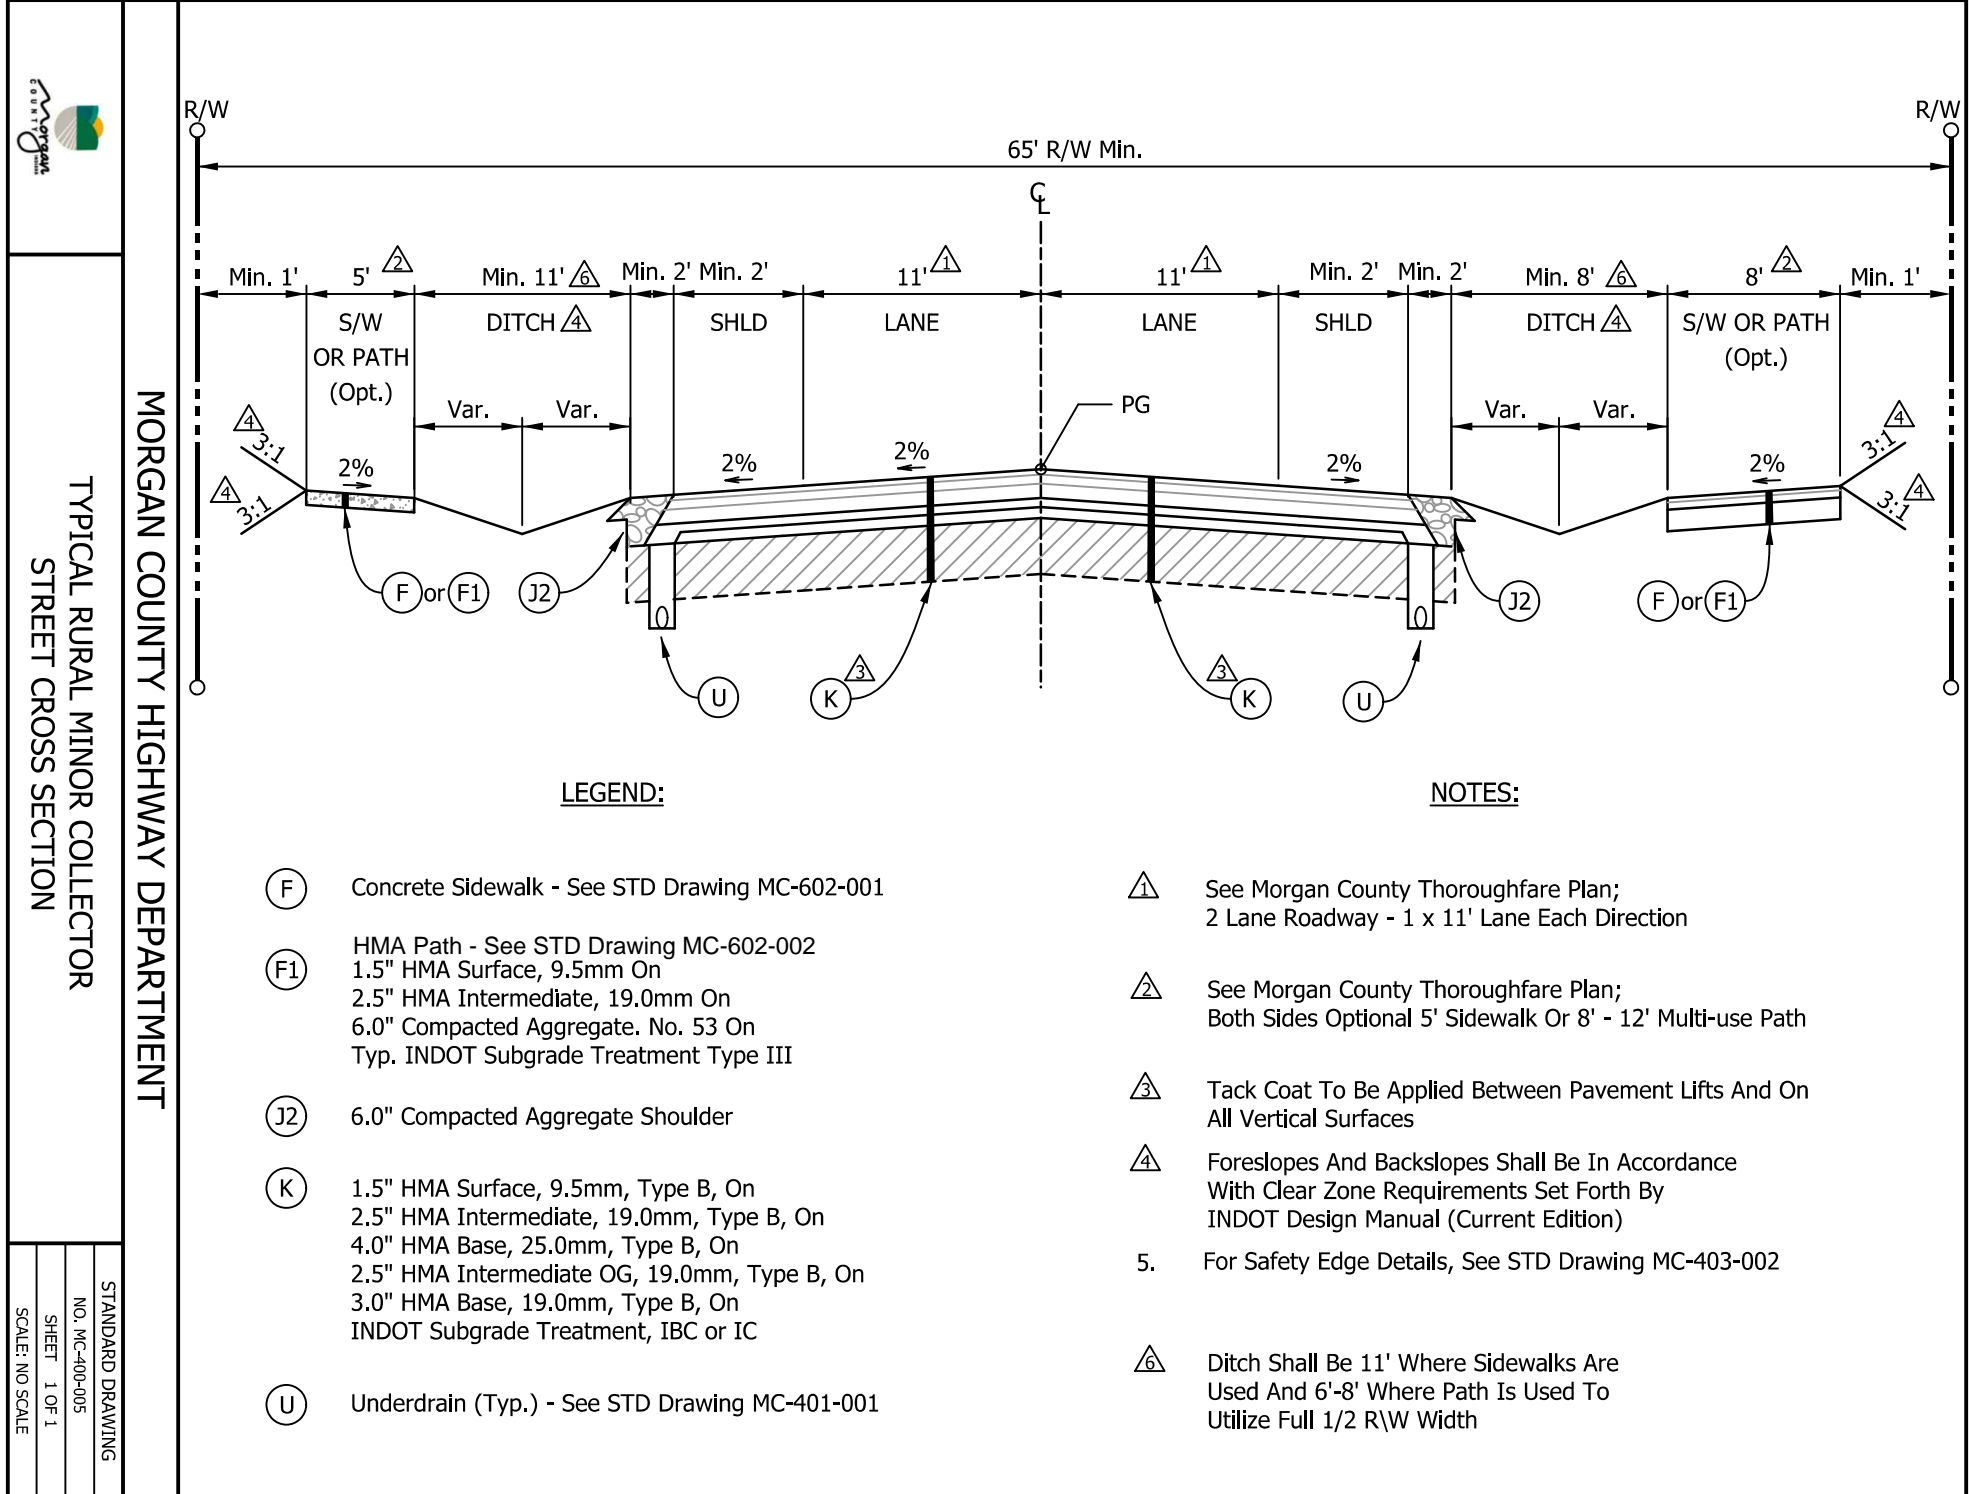 R/W
R/W
65' R/W Min.
CL
Min. 1'
5'
2
Min. 11'
6
Min. 2'
Min. 2'
11'
1
11'
1
Min. 2'
Min. 2'
Min. 8'
6
8'
2
Min. 1'
S/W
OR PATH
(Opt.)
DITCH
4
SHLD
LANE
LANE
SHLD
DITCH
4
S/W OR PATH
(Opt.)
Var.
Var.
PG
Var.
Var.
4
3:1
4
3:1
2%
2%
2%
2%
2%
4
3:1
4
3:1
F or F1
J2
U
K
3
3
K
U
J2
F or F1
LEGEND:
F
Concrete Sidewalk - See STD Drawing MC-602-001
F1
HMA Path - See STD Drawing MC-602-002
1.5" HMA Surface, 9.5mm On
2.5" HMA Intermediate, 19.0mm On
6.0" Compacted Aggregate. No. 53 On
Typ. INDOT Subgrade Treatment Type III
J2
6.0" Compacted Aggregate Shoulder
K
1.5" HMA Surface, 9.5mm, Type B, On
2.5" HMA Intermediate, 19.0mm, Type B, On
4.0" HMA Base, 25.0mm, Type B, On
2.5" HMA Intermediate OG, 19.0mm, Type B, On
3.0" HMA Base, 19.0mm, Type B, On
INDOT Subgrade Treatment, IBC or IC
U
Underdrain (Typ.) - See STD Drawing MC-401-001
NOTES:
1
See Morgan County Thoroughfare Plan;
2 Lane Roadway - 1 x 11' Lane Each Direction
2
See Morgan County Thoroughfare Plan;
Both Sides Optional 5' Sidewalk Or 8' - 12' Multi-use Path
3
Tack Coat To Be Applied Between Pavement Lifts And On
All Vertical Surfaces
4
Foreslopes And Backslopes Shall Be In Accordance
With Clear Zone Requirements Set Forth By
INDOT Design Manual (Current Edition)
5.
For Safety Edge Details, See STD Drawing MC-403-002
6
Ditch Shall Be 11' Where Sidewalks Are
Used And 6'-8' Where Path Is Used To
Utilize Full 1/2 R\W Width
MORGAN COUNTY HIGHWAY DEPARTMENT
Morgan
COUNTY
INDIANA
TYPICAL RURAL MINOR COLLECTOR
STREET CROSS SECTION
STANDARD DRAWING
NO. MC-400-005
SHEET 1 OF 1
SCALE: NO SCALE